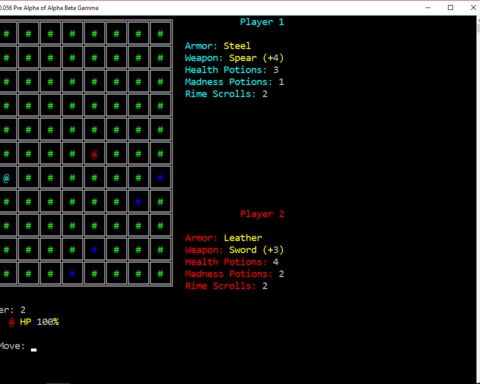 0.056 Pre Alpha of Alpha Beta Gamma
# # # # # # # #
# # # # # # # #
# # # # # # # #
# # # # # # # #
# # # # # # # #
# # # # @ # # #
@ # # # # # # #
# # # # # # # #
# # # # # # # #
# # # # # # # #
# # # # # # # #
er: 2
@ HP 100%
Move:
Player 1
Armor: Steel
Weapon: Spear (+4)
Health Potions: 3
Madness Potions: 1
Rime Scrolls: 2
Player 2
Armor: Leather
Weapon: Sword (+3)
Health Potions: 4
Madness Potions: 2
Rime Scrolls: 2